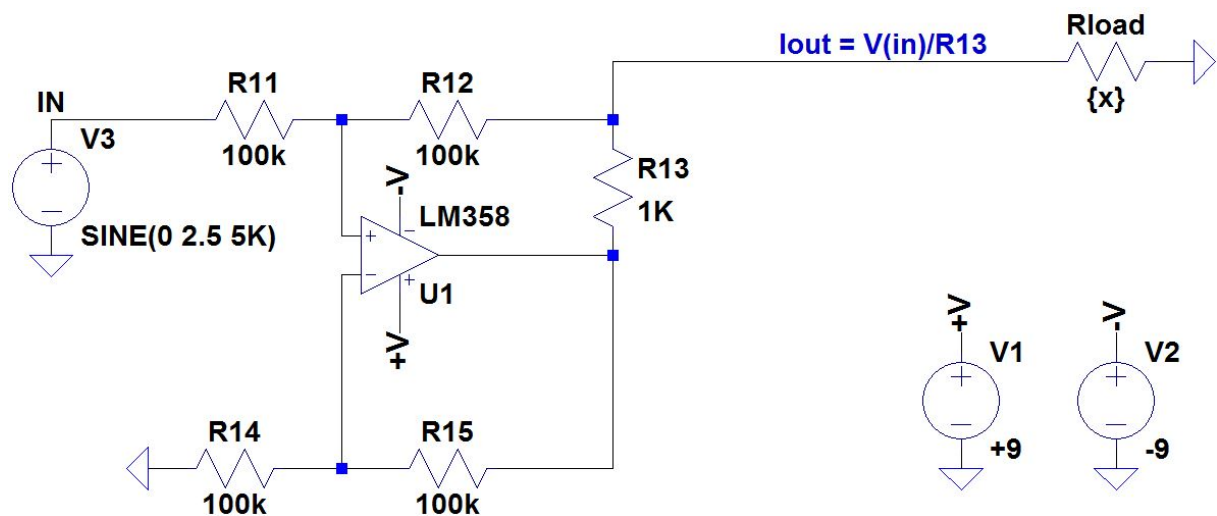 Iout = V(in)/R13
Rload
{x}
R11
100k
R12
100k
IN
V3
SINE(0 2.5 5K)
R13
1K
-V
LM358
U1
+V
R14
100k
R15
100k
+V
V1
+9
-V
V2
-9